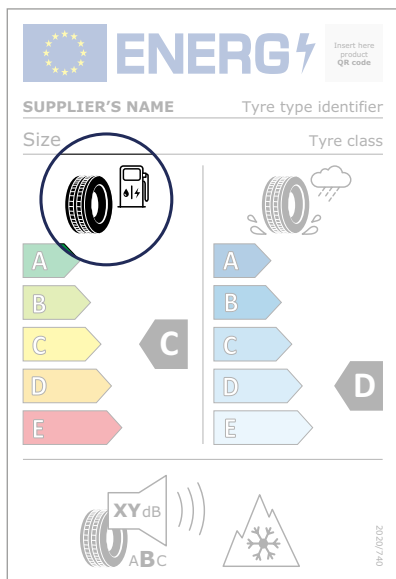 ENERG
Insert here
product
QR code
SUPPLIER'S NAME Tyre type identifier
Size Tyre class
A A
B B
C C C
D D D
E E
XYdB
ABC
2020/740